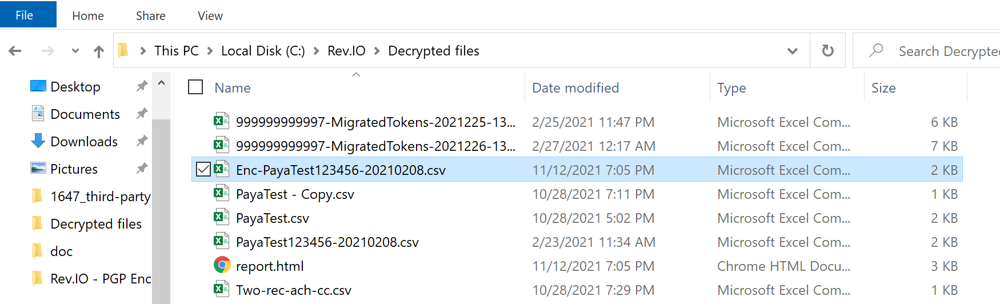 File Home Share View
This PC > Local Disk (C:) > Rev.IO > Decrypted files Search Decrypte
Desktop
Documents
Downloads
Pictures
1647_third-party
Decrypted files
doc
Rev.IO - PGP Enc
Name Date modified Type Size
999999999997-MigratedTokens-2021225-13... 2/25/2021 11:47 PM Microsoft Excel Com... 6 KB
999999999997-MigratedTokens-2021226-13... 2/27/2021 12:17 AM Microsoft Excel Com... 7 KB
Enc-PayaTest123456-20210208.csv 11/12/2021 7:05 PM Microsoft Excel Com... 2 KB
PayaTest - Copy.csv 10/28/2021 7:11 PM Microsoft Excel Com... 1 KB
PayaTest.csv 10/28/2021 5:02 PM Microsoft Excel Com... 2 KB
PayaTest123456-20210208.csv 2/23/2021 11:34 AM Microsoft Excel Com... 2 KB
report.html 11/12/2021 7:05 PM Chrome HTML Docu... 3 KB
Two-rec-ach-cc.csv 10/28/2021 7:29 PM Microsoft Excel Com... 1 KB